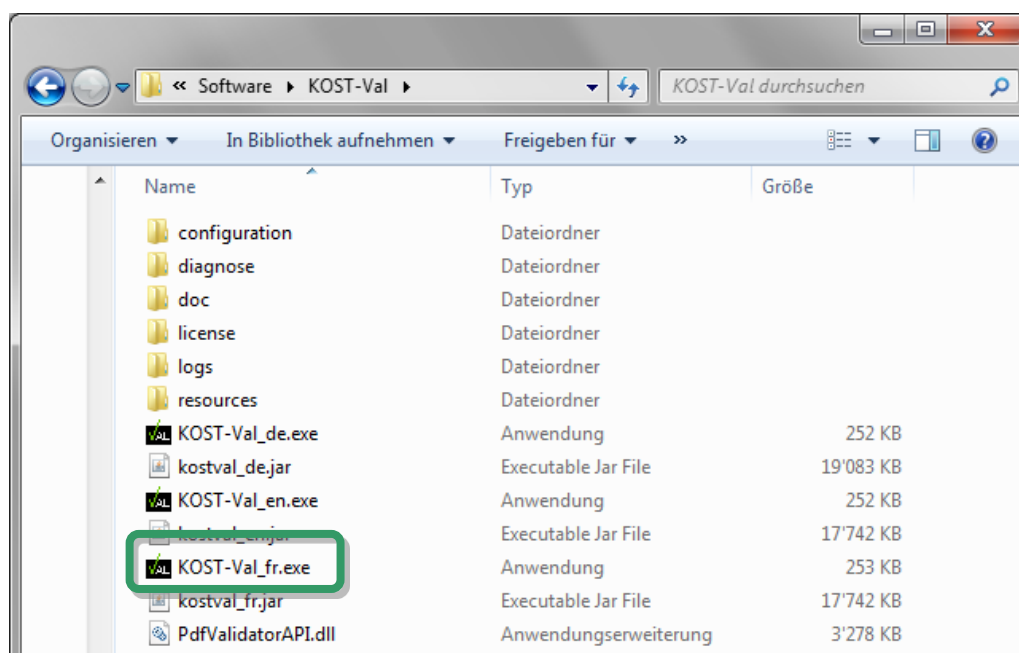 « Software ▸ KOST-Val ▸ KOST-Val durchsuchen
Organisieren In Bibliothek aufnehmen Freigeben für »
Name Typ Größe
configuration Dateiordner
diagnose Dateiordner
doc Dateiordner
license Dateiordner
logs Dateiordner
resources Dateiordner
KOST-Val_de.exe Anwendung 252 KB
kostval_de.jar Executable Jar File 19'083 KB
KOST-Val_en.exe Anwendung 252 KB
kostval_en.jar Executable Jar File 17'742 KB
KOST-Val_fr.exe Anwendung 253 KB
kostval_fr.jar Executable Jar File 17'742 KB
PdfValidatorAPI.dll Anwendungserweiterung 3'278 KB